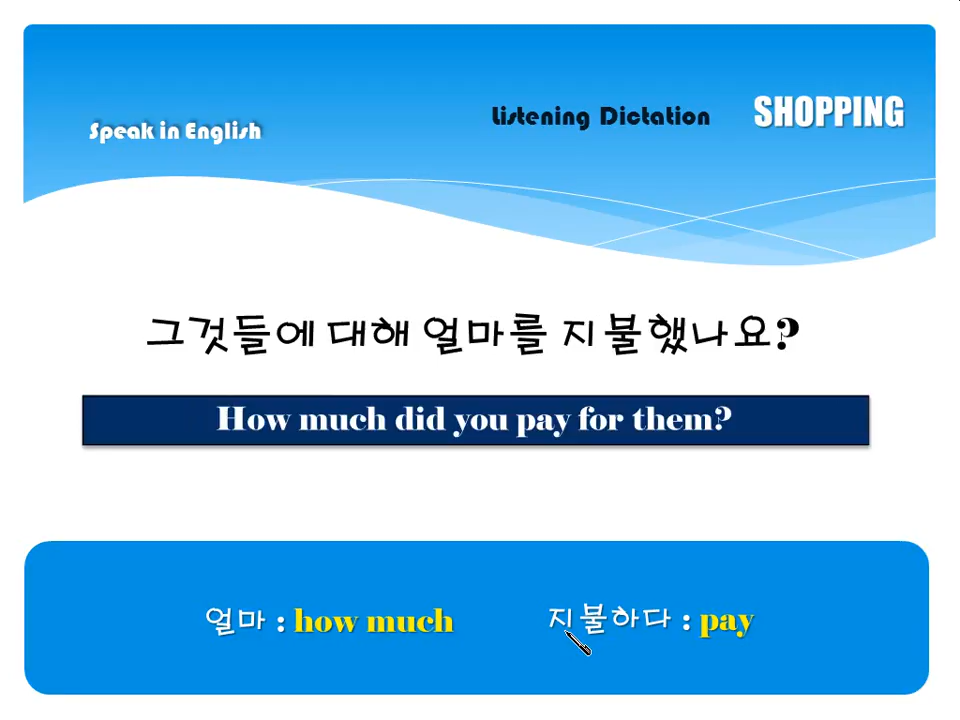 Speak in English
Listening Dictation
SHOPPING
그것들에 대해 얼마를 지불했나요?
How much did you pay for them?
얼마 : how much
지불하다 : pay